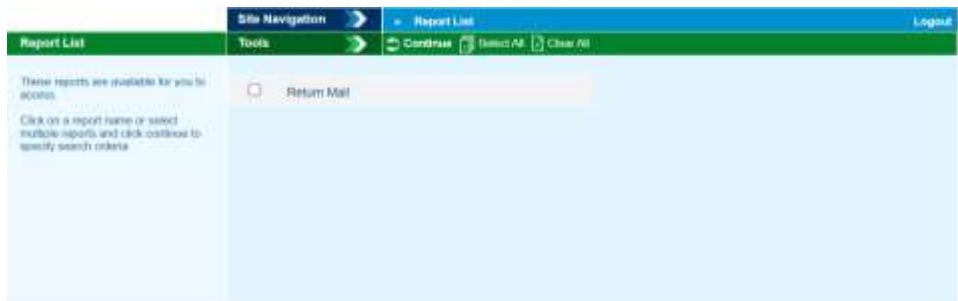 Site Navigation
» Report List
Logout
Report List
Tools
Continue Select All Clear All
These reports are available for you to
access.
Click on a report name or select
multiple reports and click continue to
specify search criteria
Return Mail